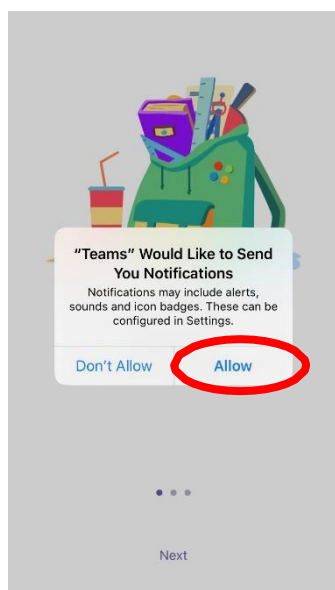 “Teams” Would Like to Send
You Notifications
Notifications may include alerts,
sounds and icon badges. These can be
configured in Settings.
Don’t Allow
Allow
Next